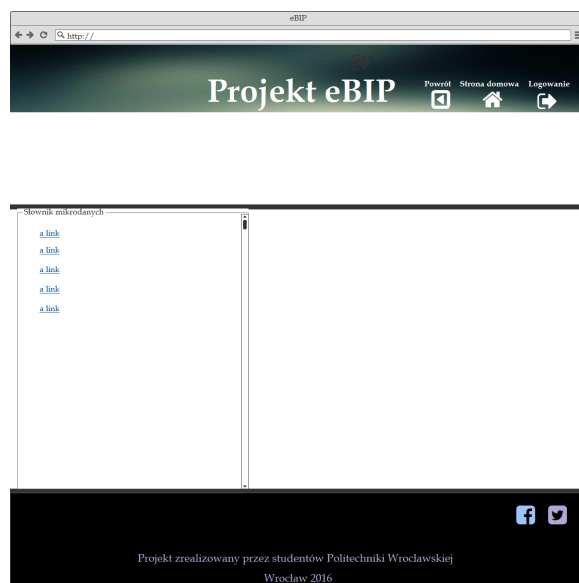 eBIP
http://
Projekt eBIP
Powrót Strona domowa Logowanie
Słownik mikrodanych
a link
a link
a link
a link
a link
Projekt zrealizowany przez studentów Politechniki Wrocławskiej
Wrocław 2016